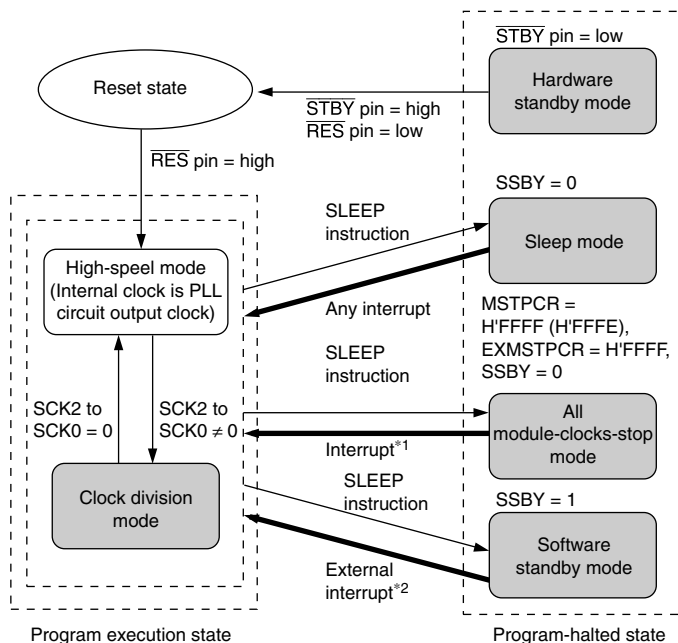 STBY pin = low
Reset state
Hardware
standby mode
STBY pin = high
RES pin = low
RES pin = high
SSBY = 0
SLEEP
instruction
Sleep mode
High-speel mode
(Internal clock is PLL
circuit output clock)
Any interrupt
MSTPCR =
H'FFFF (H'FFFE),
EXMSTPCR = H'FFFF,
SSBY = 0
SLEEP
instruction
SCK2 to
SCK0 = 0
SCK2 to
SCK0 ≠ 0
All
module-clocks-stop
mode
Interrupt*1
SLEEP
instruction
Clock division
mode
SSBY = 1
Software
standby mode
External
interrupt*2
Program execution state
Program-halted state